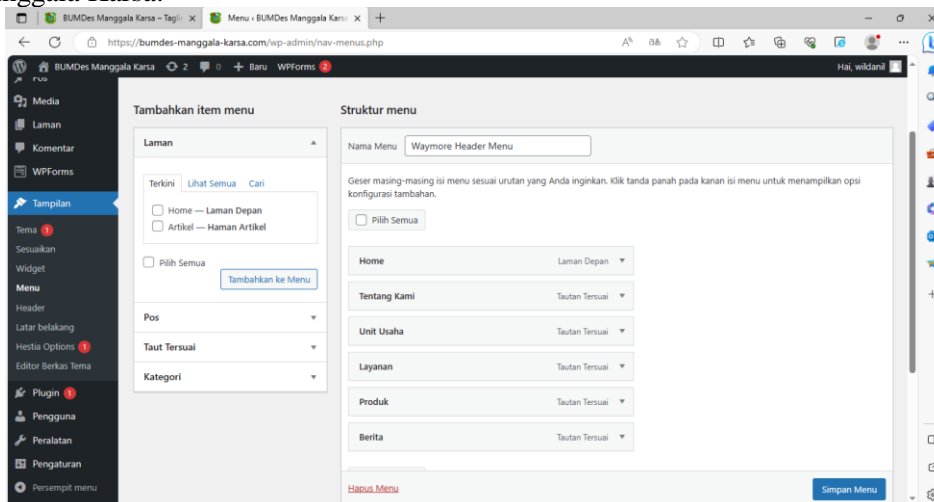 nggala Karsa.
BUMDes Manggala Karsa – Taglin
Menu ‹ BUMDes Manggala Karsa
https://bumdes-manggala-karsa.com/wp-admin/nav-menus.php
BUMDes Manggala Karsa 2 0 + Baru WPForms 2
Hai, wildanil
Pos
Media
Laman
Komentar
WPForms
Tampilan
Tema 1
Sesuaikan
Widget
Menu
Header
Latar belakang
Hestia Options 1
Editor Berkas Tema
Plugin 1
Pengguna
Peralatan
Pengaturan
Persempit menu
Tambahkan item menu
Laman
Terkini Lihat Semua Cari
Home — Laman Depan
Artikel — Haman Artikel
Pilih Semua
Tambahkan ke Menu
Pos
Taut Tersuai
Kategori
Struktur menu
Nama Menu Waymore Header Menu
Geser masing-masing isi menu sesuai urutan yang Anda inginkan. Klik tanda panah pada kanan isi menu untuk menampilkan opsi
konfigurasi tambahan.
Pilih Semua
Home Laman Depan
Tentang Kami Tautan Tersuai
Unit Usaha Tautan Tersuai
Layanan Tautan Tersuai
Produk Tautan Tersuai
Berita Tautan Tersuai
Hapus Menu
Simpan Menu